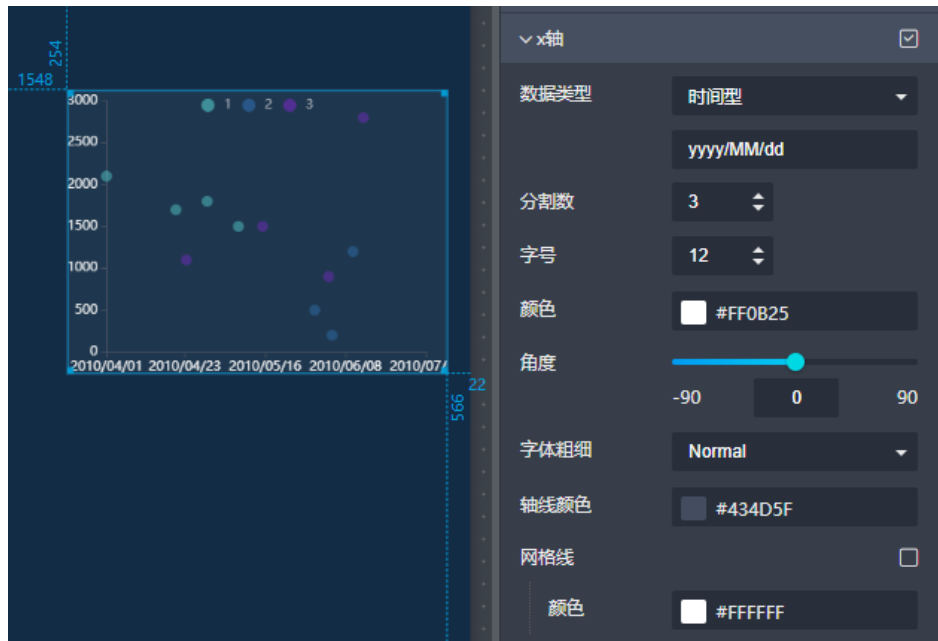 254
1548
3000
1 2 3
2500
2000
1500
1000
500
0
2010/04/01 2010/04/23 2010/05/16 2010/06/08 2010/07/
22
566
x轴
数据类型 时间型
yyyy/MM/dd
分割数 3
字号 12
颜色 #FF0B25
角度
-90 0 90
字体粗细 Normal
轴线颜色 #434D5F
网格线
颜色 #FFFFFF